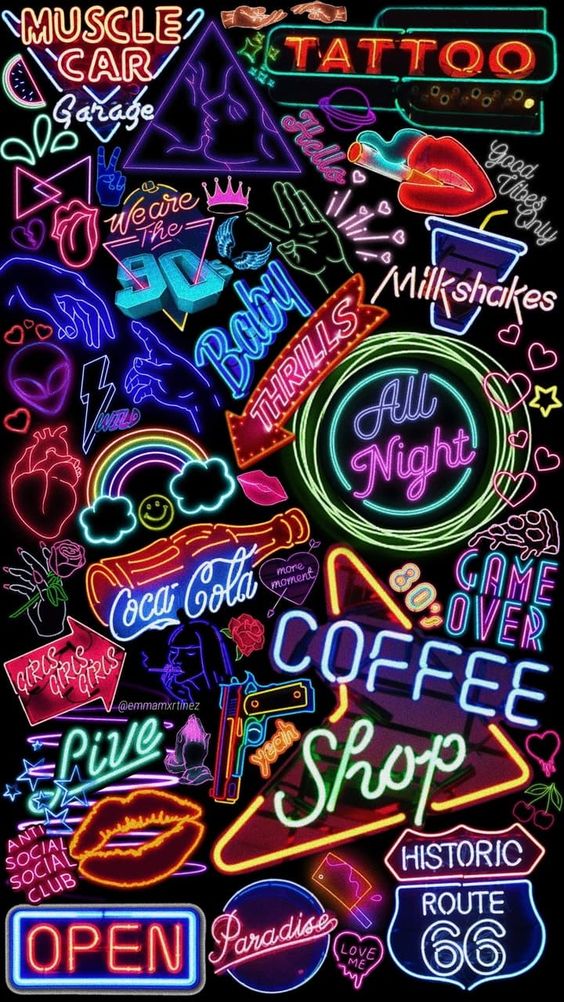 MUSCLE
CAR
Garage
TATTOO
Hello
Good
Vibes
Only
We are
The
90s
Milkshakes
Baby
THRILLS
All
Night
WILD
Coca-Cola
more
moment
80's
GAME
OVER
GIRLS GIRLS GIRLS
@emmamxrtinez
COFFEE
Shop
Pive
yeah
ANTI
SOCIAL
SOCIAL
CLUB
HISTORIC
ROUTE
66
OPEN
Paradise
LOVE
ME